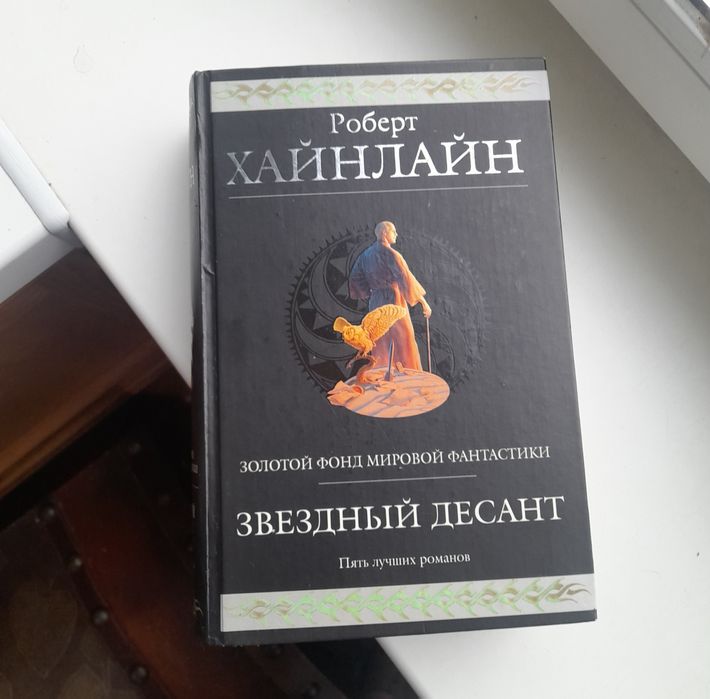 Роберт
ХАЙНЛАЙН
ЗОЛОТОЙ ФОНД МИРОВОЙ ФАНТАСТИКИ
ЗВЕЗДНЫЙ ДЕСАНТ
Пять лучших романов